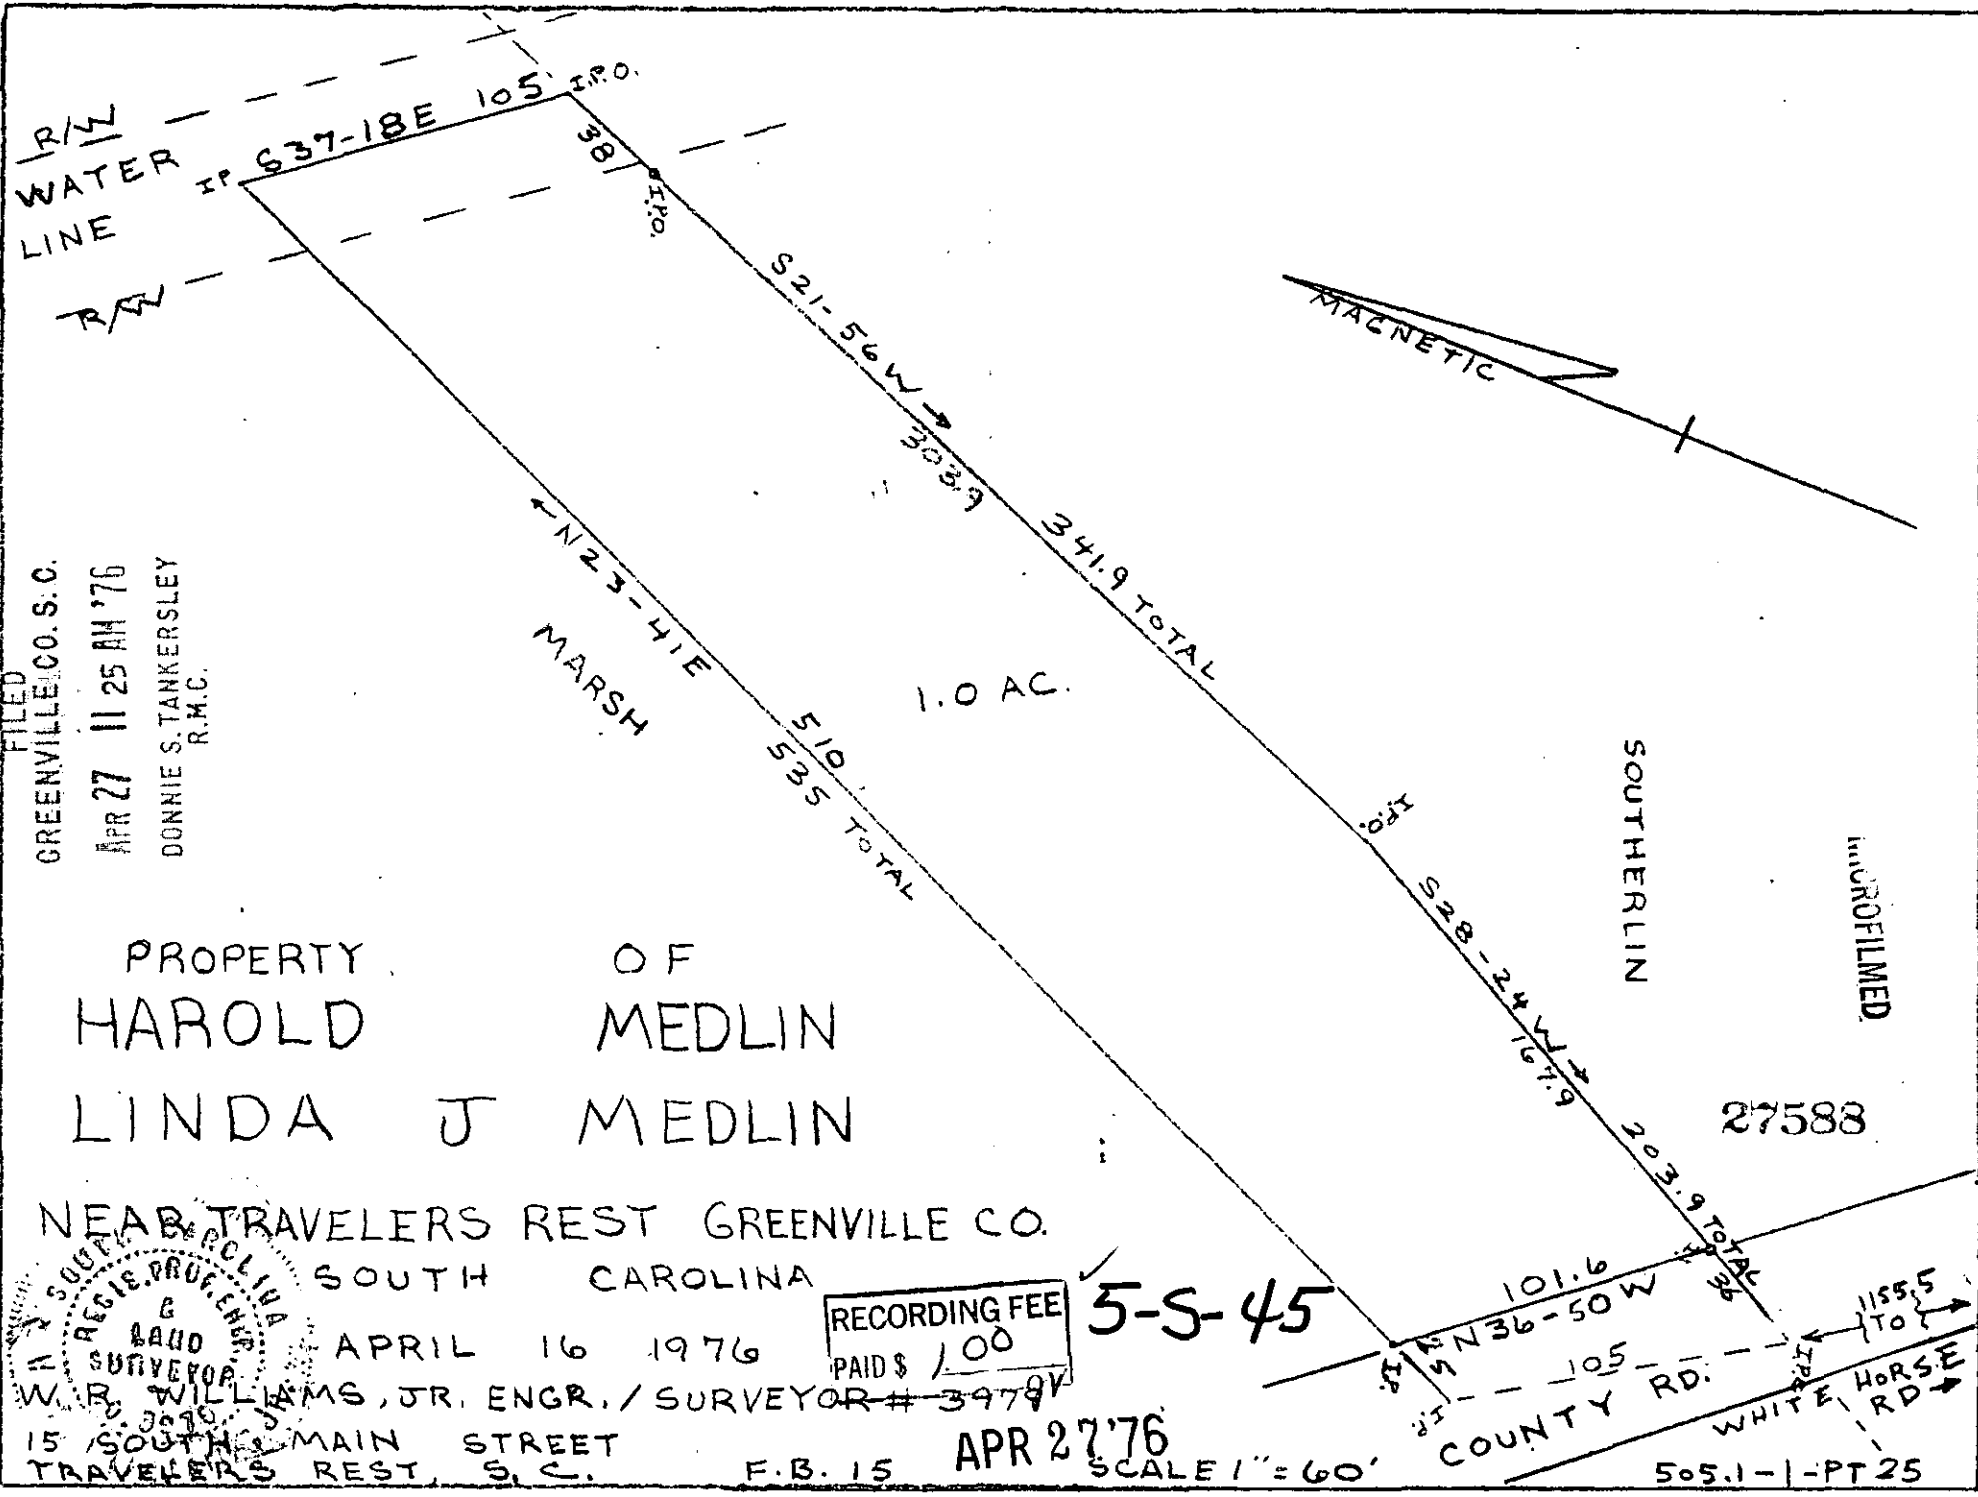 R/W
WATER
LINE
R/W
IP
S37-18E 105
I.P.O.
38
I.P.O.
S21-56W →
303.9
341.9 TOTAL
MAGNETIC
← N23-41E
MARSH
510
535 TOTAL
1.0 AC.
I.P.O.
SOUTHERLIN
S28-24W →
167.9
203.9 TOTAL
36
27588
FILED
GREENVILLE CO. S. C.
APR 27 11 25 AM '76
DONNIE S. TANKERSLEY
R.M.C.
PROPERTY OF
HAROLD MEDLIN
LINDA J MEDLIN
NEAR TRAVELERS REST GREENVILLE CO.
SOUTH CAROLINA
APRIL 16 1976
W. R. WILLIAMS, JR. ENGR. / SURVEYOR # 3979
15 SOUTH MAIN STREET
TRAVELERS REST, S. C.
F.B. 15
LAND
SURVEYOR
RECORDING FEE
PAID $ 1.00
5-S-45
APR 27 '76
SCALE 1" = 60'
101.6
N36-50W
25
I.P.
I.P.
105
COUNTY RD.
1155.5
TO
WHITE HORSE
RD →
505.1-1-PT 25